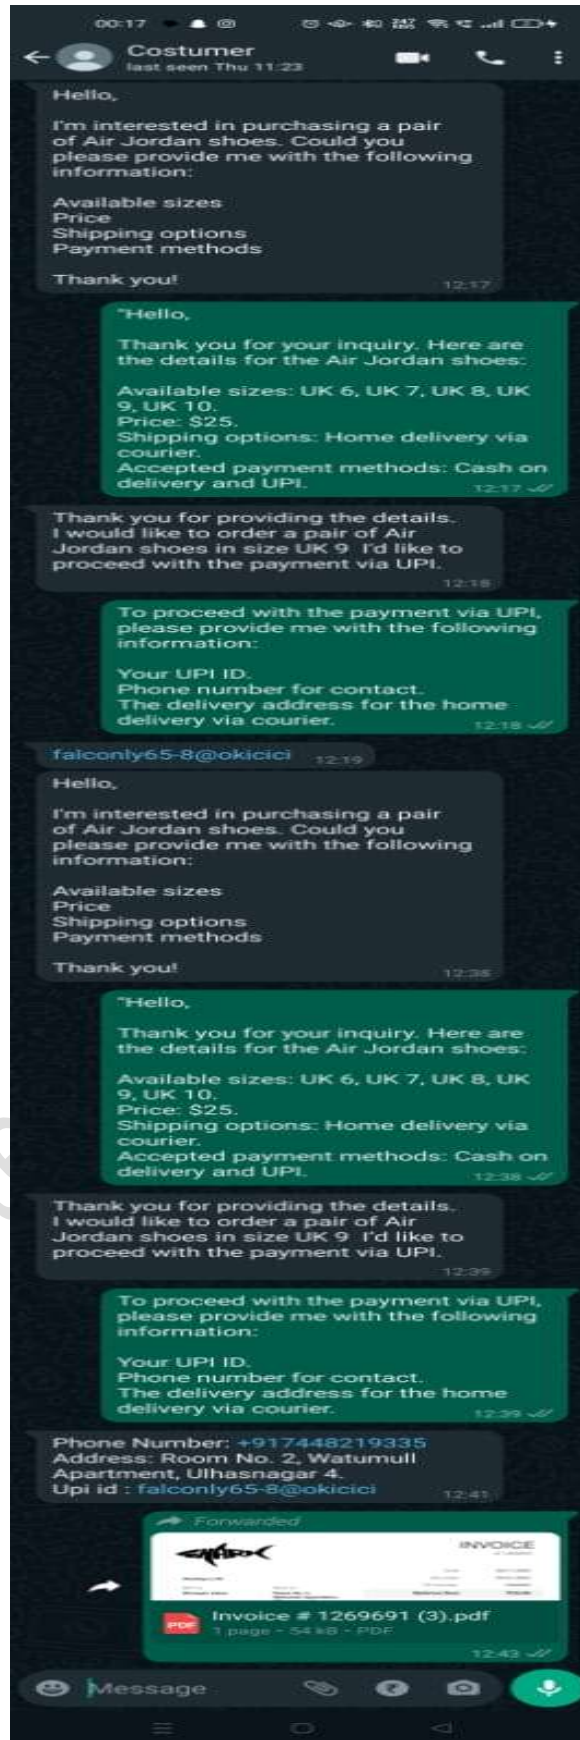 00:17
Costumer
last seen Thu 11:23
Hello,
I'm interested in purchasing a pair
of Air Jordan shoes. Could you
please provide me with the following
information:
Available sizes
Price
Shipping options
Payment methods
Thank you!
12:17
"Hello,
Thank you for your inquiry. Here are
the details for the Air Jordan shoes:
Available sizes: UK 6, UK 7, UK 8, UK
9, UK 10.
Price: $25.
Shipping options: Home delivery via
courier.
Accepted payment methods: Cash on
delivery and UPI.
12:17
Thank you for providing the details.
I would like to order a pair of Air
Jordan shoes in size UK 9  I'd like to
proceed with the payment via UPI.
12:18
To proceed with the payment via UPI,
please provide me with the following
information:
Your UPI ID.
Phone number for contact.
The delivery address for the home
delivery via courier.
12:18
falconly65-8@okicici 12:19
Hello,
I'm interested in purchasing a pair
of Air Jordan shoes. Could you
please provide me with the following
information:
Available sizes
Price
Shipping options
Payment methods
Thank you!
12:38
"Hello,
Thank you for your inquiry. Here are
the details for the Air Jordan shoes:
Available sizes: UK 6, UK 7, UK 8, UK
9, UK 10.
Price: $25.
Shipping options: Home delivery via
courier.
Accepted payment methods: Cash on
delivery and UPI.
12:38
Thank you for providing the details.
I would like to order a pair of Air
Jordan shoes in size UK 9  I'd like to
proceed with the payment via UPI.
12:39
To proceed with the payment via UPI,
please provide me with the following
information:
Your UPI ID.
Phone number for contact.
The delivery address for the home
delivery via courier.
12:39
Phone Number: +917448219335
Address: Room No. 2, Watumull
Apartment, Ulhasnagar 4.
Upi id : falconly65-8@okicici
12:41
Forwarded
INVOICE
PDF
Invoice # 1269691 (3).pdf
1 page - 54 kB - PDF
12:43
Message